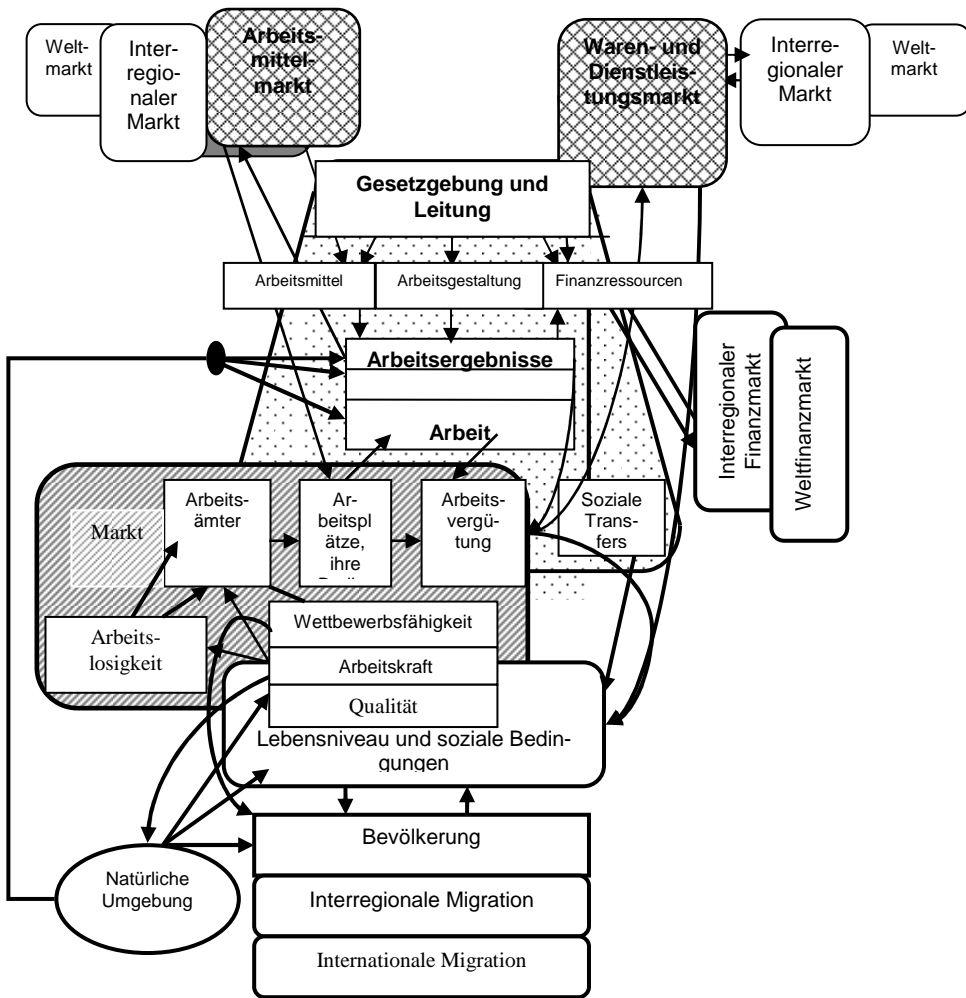 Welt-
markt
Inter-
regio-
naler
Markt
Arbeits-
mittel-
markt
Waren- und
Dienstleis-
tungsmarkt
Interre-
gionaler
Markt
Welt-
markt
Gesetzgebung und
Leitung
Arbeitsmittel
Arbeitsgestaltung
Finanzressourcen
Arbeitsergebnisse
Arbeit
Interregionaler
Finanzmarkt
Weltfinanzmarkt
Markt
Arbeits-
ämter
Ar-
beitspl
ätze,
ihre
Arbeits-
vergü-
tung
Soziale
Trans-
fers
Arbeits-
losigkeit
Wettbewerbsfähigkeit
Arbeitskraft
Qualität
Lebensniveau und soziale Bedin-
gungen
Bevölkerung
Natürliche
Umgebung
Interregionale Migration
Internationale Migration